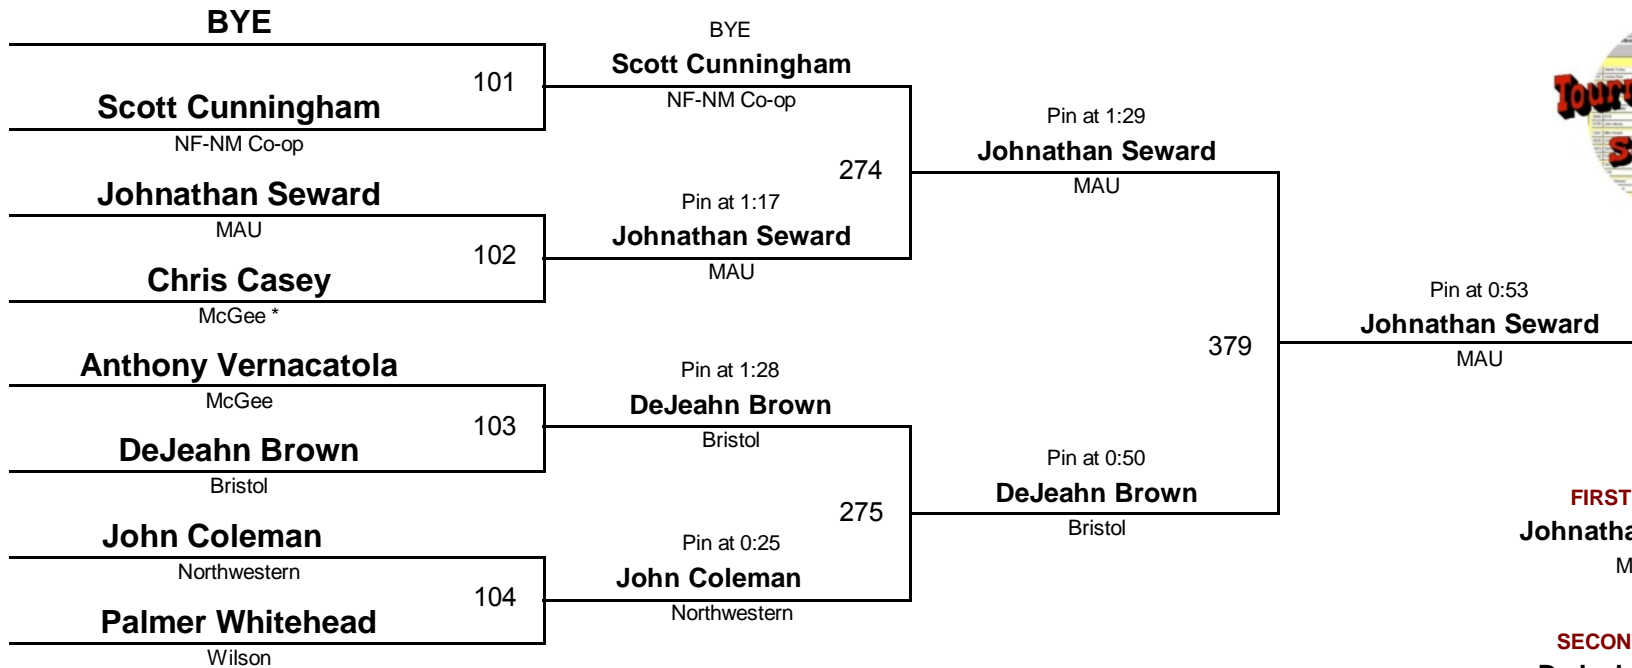 BYE
Scott Cunningham
NF-NM Co-op
101
Johnathan Seward
MAU
Chris Casey
McGee *
102
Anthony Vernacatola
McGee
DeJeahn Brown
Bristol
103
John Coleman
Northwestern
Palmer Whitehead
Wilson
104
BYE
Scott Cunningham
NF-NM Co-op
Pin at 1:17
Johnathan Seward
MAU
274
Pin at 1:28
DeJeahn Brown
Bristol
Pin at 0:25
John Coleman
Northwestern
275
Pin at 1:29
Johnathan Seward
MAU
Pin at 0:50
DeJeahn Brown
Bristol
379
Pin at 0:53
Johnathan Seward
MAU
FIRST